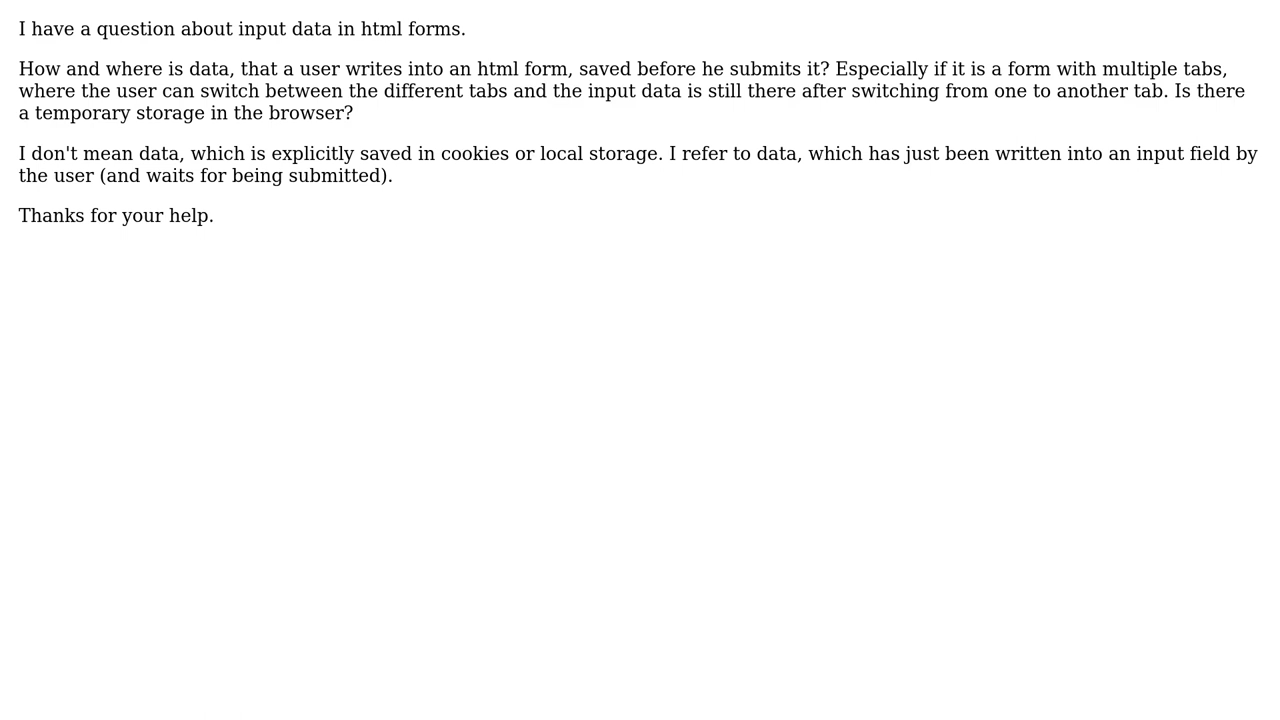 I have a question about input data in html forms.
How and where is data, that a user writes into an html form, saved before he submits it? Especially if it is a form with multiple tabs,
where the user can switch between the different tabs and the input data is still there after switching from one to another tab. Is there
a temporary storage in the browser?
I don't mean data, which is explicitly saved in cookies or local storage. I refer to data, which has just been written into an input field by
the user (and waits for being submitted).
Thanks for your help.